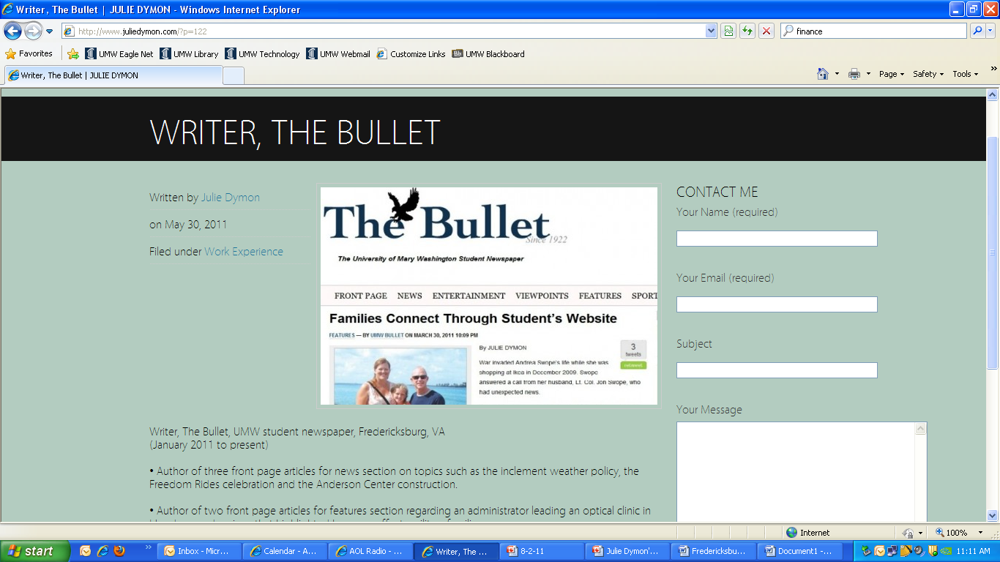 Writer, The Bullet | JULIE DYMON - Windows Internet Explorer
http://www.juliedymon.com/?p=122
finance
Favorites
UMW Eagle Net
UMW Library
UMW Technology
UMW Webmail
Customize Links
Bb UMW Blackboard
Writer, The Bullet | JULIE DYMON
Page
Safety
Tools
WRITER, THE BULLET
Written by Julie Dymon
on May 30, 2011
Filed under Work Experience
The Bullet
Since 1922
The University of Mary Washington Student Newspaper
FRONT PAGE NEWS ENTERTAINMENT VIEWPOINTS FEATURES SPORT
Families Connect Through Student's Website
FEATURES — BY UMW BULLET ON MARCH 30, 2011 10:09 PM
By JULIE DYMON
War invaded Andrea Swope's life while she was
shopping at Ikea in December 2009. Swope
answered a call from her husband, Lt. Col. Jon Swope, who
had unexpected news.
3
tweets
retweet
Writer, The Bullet, UMW student newspaper, Fredericksburg, VA
(January 2011 to present)
• Author of three front page articles for news section on topics such as the inclement weather policy, the
Freedom Rides celebration and the Anderson Center construction.
• Author of two front page articles for features section regarding an administrator leading an optical clinic in
CONTACT ME
Your Name (required)
Your Email (required)
Subject
Your Message
Internet
100%
start
Inbox - Micr...
Calendar - A...
AOL Radio - ...
Writer, The ...
8-2-11
Julie Dymon'...
Fredericksbu...
Document1 -...
11:11 AM